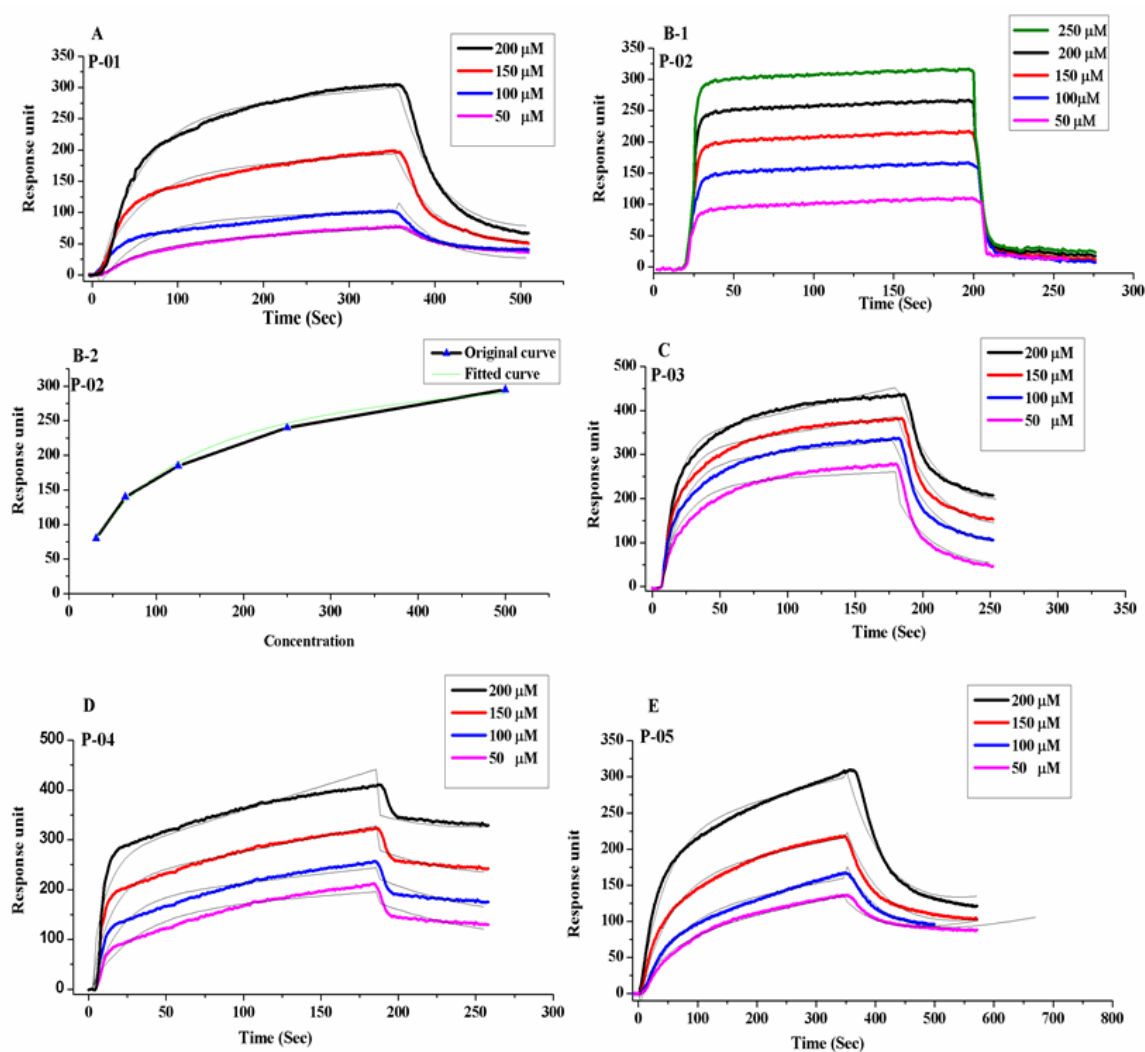 A
P-01
200 μM
150 μM
100 μM
50 μM
Response unit
350
300
250
200
150
100
50
0
0 100 200 300 400 500
Time (Sec)
B-1
P-02
250 μM
200 μM
150 μM
100μM
50 μM
Response unit
350
300
250
200
150
100
50
0
0 50 100 150 200 250 300
Time (Sec)
B-2
P-02
Original curve
Fitted curve
Response unit
300
250
200
150
100
50
0
0 100 200 300 400 500
Concentration
C
P-03
200 μM
150 μM
100 μM
50 μM
Response unit
500
400
300
200
100
0
0 50 100 150 200 250 300 350
Time (Sec)
D
P-04
200 μM
150 μM
100 μM
50 μM
Response unit
500
400
300
200
100
0
0 50 100 150 200 250 300
Time (Sec)
E
P-05
200 μM
150 μM
100 μM
50 μM
Response unit
350
300
250
200
150
100
50
0
0 100 200 300 400 500 600 700 800
Time (Sec)